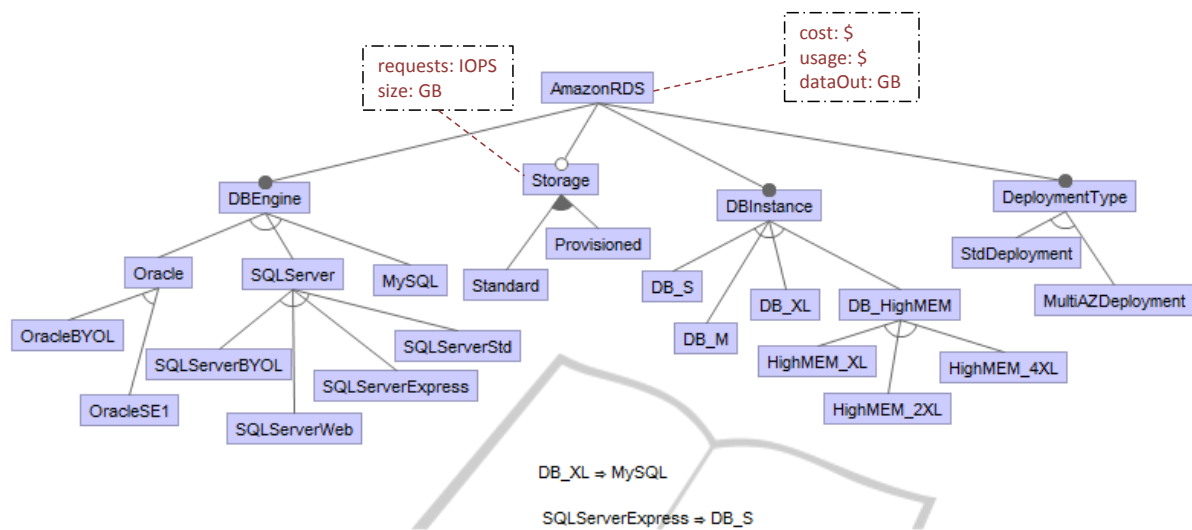 cost: $
usage: $
dataOut: GB
requests: IOPS
size: GB
AmazonRDS
DBEngine
Storage
DBInstance
DeploymentType
Oracle
SQLServer
MySQL
Standard
Provisioned
DB_S
DB_M
DB_XL
DB_HighMEM
StdDeployment
MultiAZDeployment
OracleBYOL
OracleSE1
SQLServerBYOL
SQLServerWeb
SQLServerExpress
SQLServerStd
HighMEM_XL
HighMEM_2XL
HighMEM_4XL
DB_XL ⇒ MySQL
SQLServerExpress ⇒ DB_S